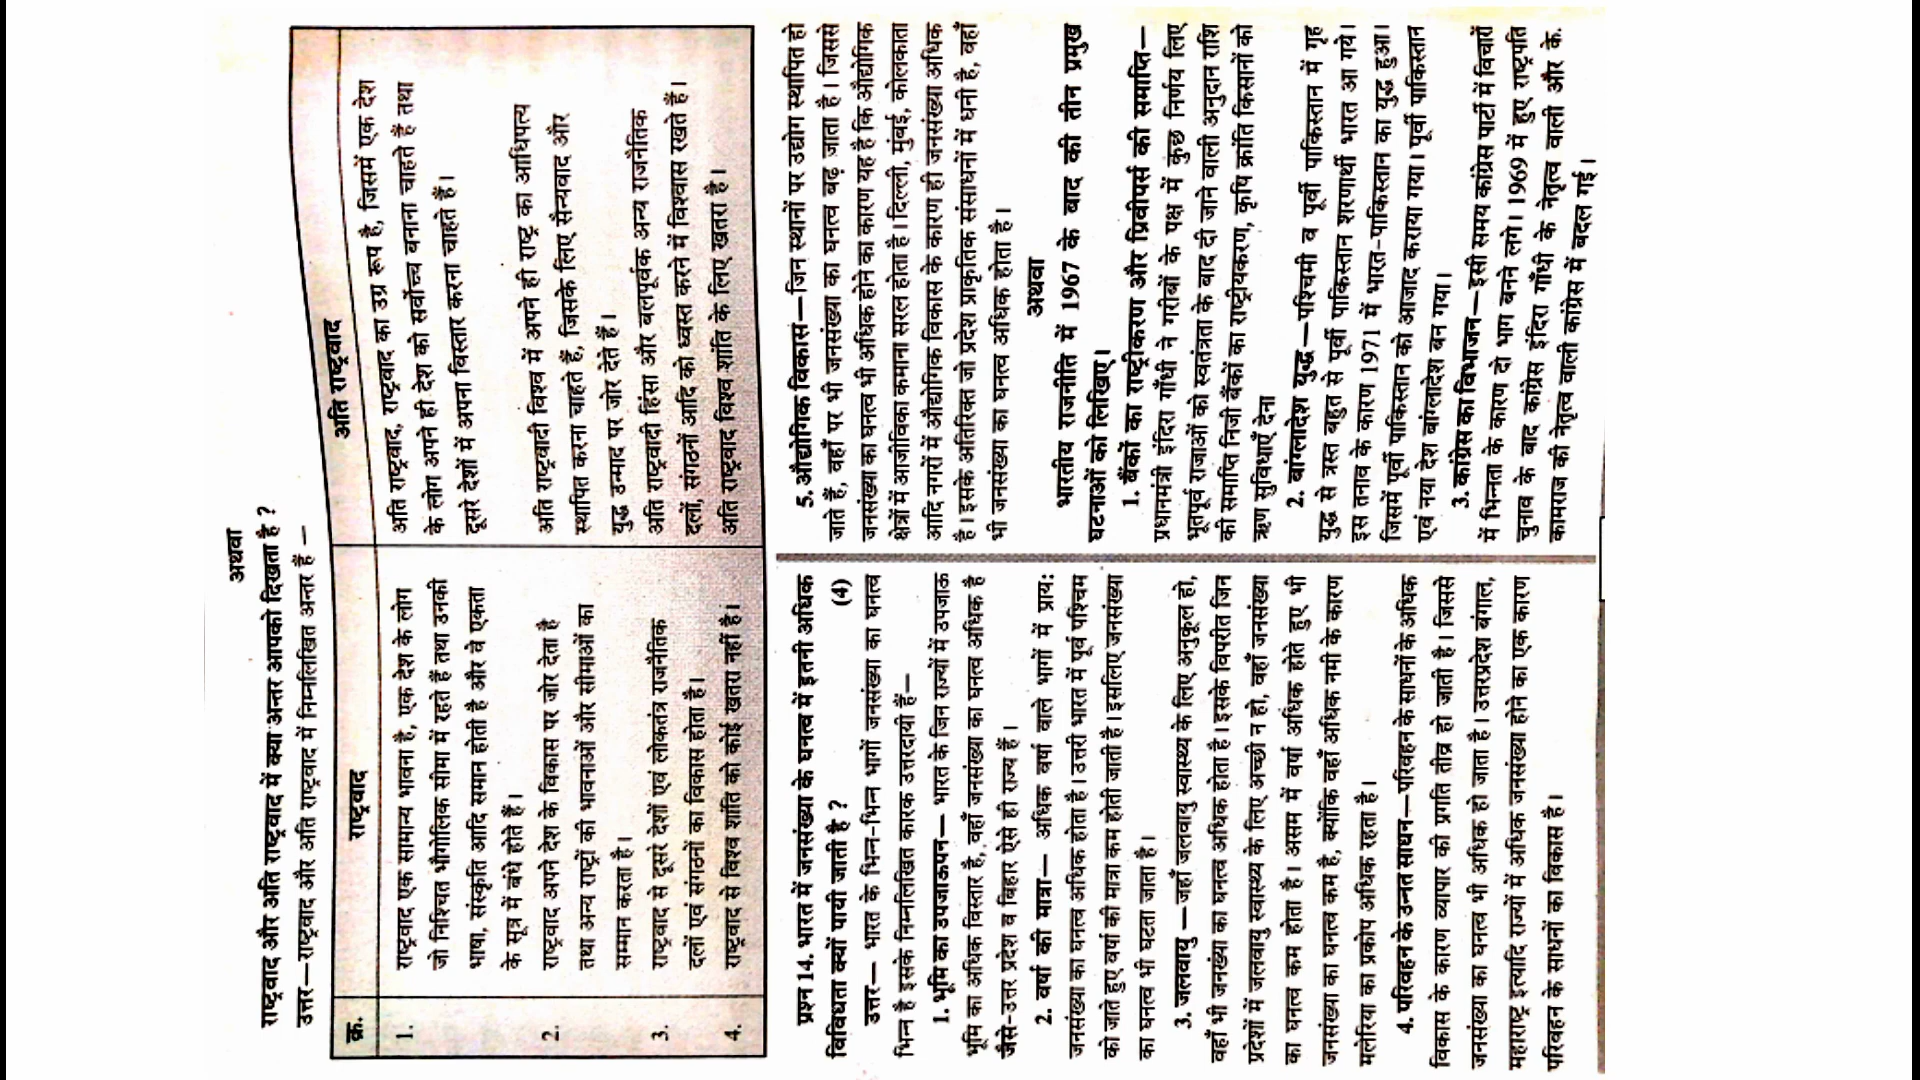 अथवा
राष्ट्रवाद और अति राष्ट्रवाद में क्या अन्तर आपको दिखता है ?
उत्तर—राष्ट्रवाद और अति राष्ट्रवाद में निम्नलिखित अन्तर हैं —
क्र. राष्ट्रवाद अति राष्ट्रवाद
1. राष्ट्रवाद एक सामान्य भावना है, एक देश के लोग
जो निश्चित भौगोलिक सीमा में रहते हैं तथा उनकी
भाषा, संस्कृति आदि समान होती है और वे एकता
के सूत्र में बंधे होते हैं।
अति राष्ट्रवाद, राष्ट्रवाद का उग्र रूप है, जिसमें एक देश
के लोग अपने ही देश को सर्वोच्च बनाना चाहते हैं तथा
दूसरे देशों में अपना विस्तार करना चाहते हैं।
2. राष्ट्रवाद अपने देश के विकास पर जोर देता है
तथा अन्य राष्ट्रों की भावनाओं और सीमाओं का
सम्मान करता है।
अति राष्ट्रवादी विश्व में अपने ही राष्ट्र का आधिपत्य
स्थापित करना चाहते हैं, जिसके लिए सैन्यवाद और
युद्ध उन्माद पर जोर देते हैं।
3. राष्ट्रवाद से दूसरे देशों एवं लोकतंत्र राजनैतिक
दलों एवं संगठनों का विकास होता है।
अति राष्ट्रवादी हिंसा और बलपूर्वक अन्य राजनैतिक
दलों, संगठनों आदि को ध्वस्त करने में विश्वास रखते हैं।
4. राष्ट्रवाद से विश्व शांति को कोई खतरा नहीं है।
अति राष्ट्रवाद विश्व शांति के लिए खतरा है।
प्रश्न 14. भारत में जनसंख्या के घनत्व में इतनी अधिक
विविधता क्यों पायी जाती है ? (4)
उत्तर— भारत के भिन्न-भिन्न भागों जनसंख्या का घनत्व
भिन्न है इसके निम्नलिखित कारक उत्तरदायी हैं—
1. भूमि का उपजाऊपन— भारत के जिन राज्यों में उपजाऊ
भूमि का अधिक विस्तार है, वहाँ जनसंख्या का घनत्व अधिक है
जैसे-उत्तर प्रदेश व बिहार ऐसे ही राज्य हैं।
2. वर्षा की मात्रा— अधिक वर्षा वाले भागों में प्राय:
जनसंख्या का घनत्व अधिक होता है। उत्तरी भारत में पूर्व पश्चिम
को जाते हुए वर्षा की मात्रा कम होती जाती है। इसलिए जनसंख्या
का घनत्व भी घटता जाता है।
3. जलवायु —जहाँ जलवायु स्वास्थ्य के लिए अनुकूल हो,
वहाँ भी जनख्या का घनत्व अधिक होता है। इसके विपरीत जिन
प्रदेशों में जलवायु स्वास्थ्य के लिए अच्छी न हो, वहाँ जनसंख्या
का घनत्व कम होता है। असम में वर्षा अधिक होते हुए भी
जनसंख्या का घनत्व कम है, क्योंकि वहाँ अधिक नमी के कारण
मलेरिया का प्रकोप अधिक रहता है।
4. परिवहन के उन्नत साधन—परिवहन के साधनों के अधिक
विकास के कारण व्यापार की प्रगति तीव्र हो जाती है। जिससे
जनसंख्या का घनत्व भी अधिक हो जाता है। उत्तरप्रदेश बंगाल,
महाराष्ट्र इत्यादि राज्यों में अधिक जनसंख्या होने का एक कारण
परिवहन के साधनों का विकास है।
5. औद्योगिक विकास—जिन स्थानों पर उद्योग स्थापित हो
जाते हैं, वहाँ पर भी जनसंख्या का घनत्व बढ़ जाता है। जिससे
जनसंख्या का घनत्व भी अधिक होने का कारण यह है कि औद्योगिक
क्षेत्रों में आजीविका कमाना सरल होता है। दिल्ली, मुंबई, कोलकाता
आदि नगरों में औद्योगिक विकास के कारण ही जनसंख्या अधिक
है। इसके अतिरिक्त जो प्रदेश प्राकृतिक संसाधनों में धनी है, वहाँ
भी जनसंख्या का घनत्व अधिक होता है।
अथवा
भारतीय राजनीति में 1967 के बाद की तीन प्रमुख
घटनाओं को लिखिए।
1. बैंकों का राष्ट्रीकरण और प्रिवीपर्स की समाप्ति—
प्रधानमंत्री इंदिरा गाँधी ने गरीबों के पक्ष में कुछ निर्णय लिए
भूतपूर्व राजाओं को स्वतंत्रता के बाद दी जाने वाली अनुदान राशि
की समाप्ति निजी बैंकों का राष्ट्रीयकरण, कृषि क्रांति किसानों को
ऋण सुविधाएँ देना
2. बांग्लादेश युद्ध —पश्चिमी व पूर्वी पाकिस्तान में गृह
युद्ध से त्रस्त बहुत से पूर्वी पाकिस्तान शरणार्थी भारत आ गये।
इस तनाव के कारण 1971 में भारत-पाकिस्तान का युद्ध हुआ।
जिसमें पूर्वी पाकिस्तान को आजाद कराया गया। पूर्वी पाकिस्तान
एवं नया देश बांग्लादेश बन गया।
3. कांग्रेस का विभाजन—इसी समय कांग्रेस पार्टी में विचारों
में भिन्नता के कारण दो भाग बनने लगे। 1969 में हुए राष्ट्रपति
चुनाव के बाद कांग्रेस इंदिरा गाँधी के नेतृत्व वाली और के.
कामराज की नेतृत्व वाली कांग्रेस में बदल गई।